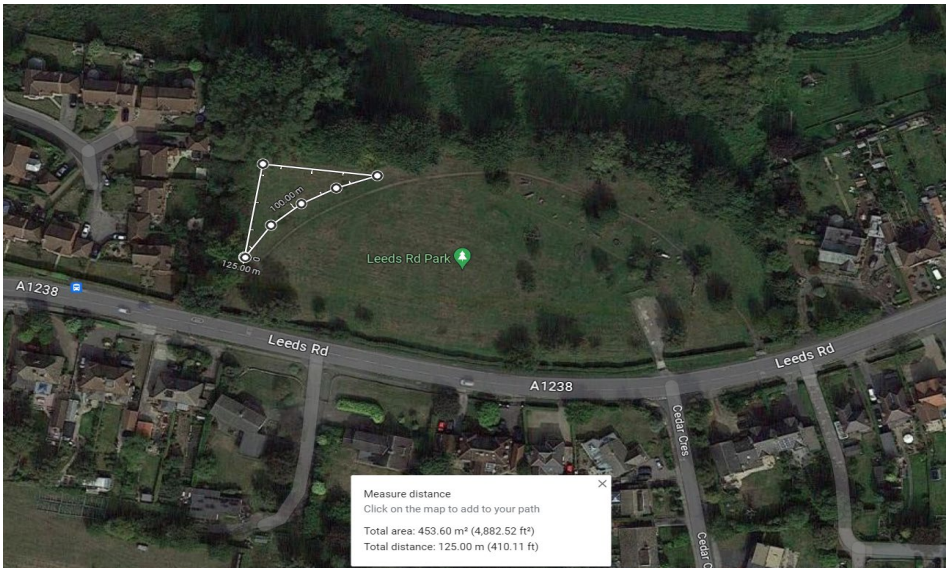 100.00 m
Leeds Rd Park
0
125.00 m
A1238
Leeds Rd
Leeds Rd
A1238
Cedar Cres
Cedar C
Measure distance
Click on the map to add to your path
Total area: 453.60 m² (4,882.52 ft²)
Total distance: 125.00 m (410.11 ft)